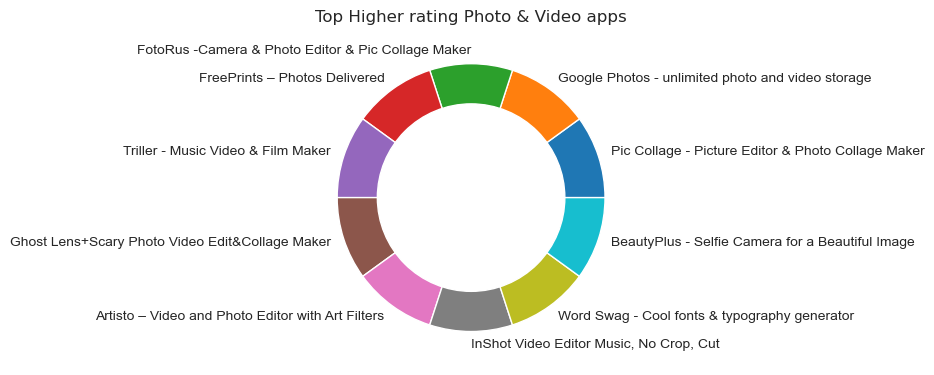 Top Higher rating Photo & Video apps
FotoRus -Camera & Photo Editor & Pic Collage Maker
FreePrints – Photos Delivered
Google Photos - unlimited photo and video storage
Triller - Music Video & Film Maker
Pic Collage - Picture Editor & Photo Collage Maker
Ghost Lens+Scary Photo Video Edit&Collage Maker
BeautyPlus - Selfie Camera for a Beautiful Image
Artisto – Video and Photo Editor with Art Filters
Word Swag - Cool fonts & typography generator
InShot Video Editor Music, No Crop, Cut